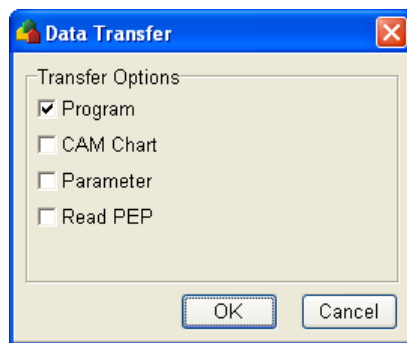 Data Transfer
Transfer Options
Program
CAM Chart
Parameter
Read PEP
OK Cancel